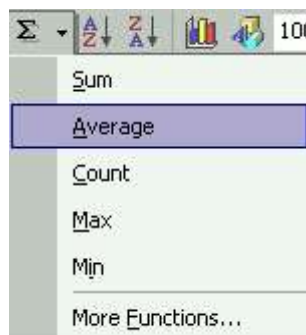 Σ A Z Z A 100
Sum
Average
Count
Max
Min
More Functions...